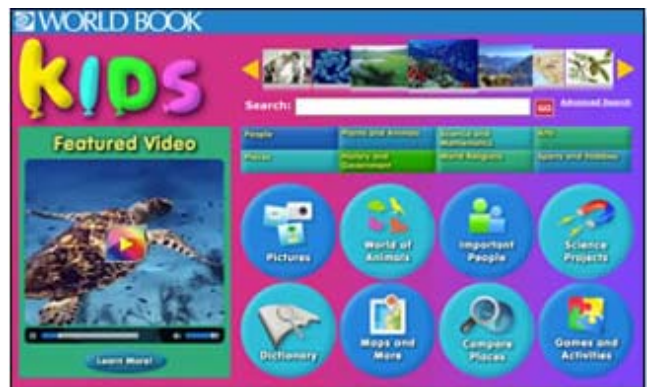 WORLD BOOK
KIDS
Search:
GO
Advanced Search
Featured Video
People
Plants and Animals
Science and
Mathematics
Arts
Places
History and
Government
World Religions
Sports and Hobbies
Pictures
World of
Animals
Important
People
Science
Projects
Dictionary
Maps and
More
Compare
Places
Games and
Activities
Learn More!